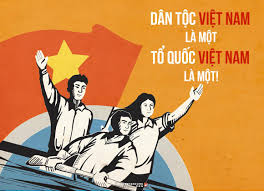 DÂN TỘC VIỆT NAM
LÀ MỘT
TỔ QUỐC VIỆT NAM
LÀ MỘT!